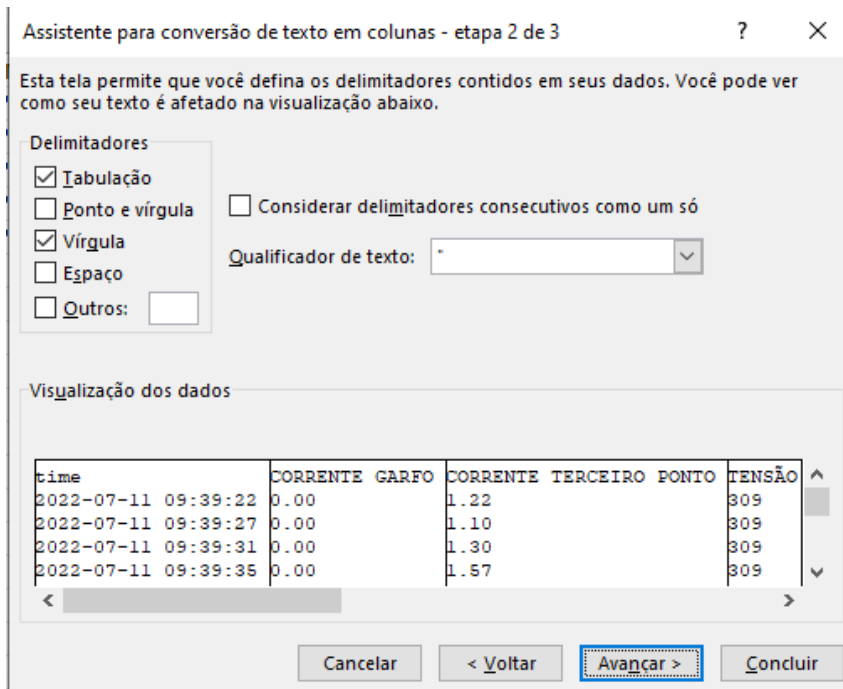 Assistente para conversão de texto em colunas - etapa 2 de 3 ? ×
Esta tela permite que você defina os delimitadores contidos em seus dados. Você pode ver
como seu texto é afetado na visualização abaixo.
Delimitadores
Tabulação
Ponto e vírgula
Vírgula
Espaço
Outros:
Considerar delimitadores consecutivos como um só
Qualificador de texto: "
Visualização dos dados
time CORRENTE GARFO CORRENTE TERCEIRO PONTO TENSÃO
2022-07-11 09:39:22 0.00 1.22 309
2022-07-11 09:39:27 0.00 1.10 309
2022-07-11 09:39:31 0.00 1.30 309
2022-07-11 09:39:35 0.00 1.57 309
Cancelar < Voltar Avançar > Concluir